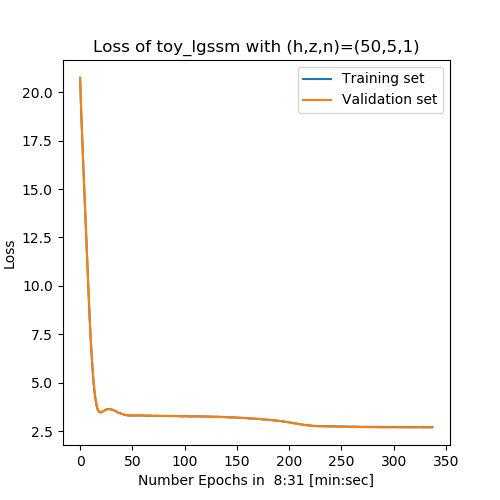 Loss of toy_lgssm with (h,z,n)=(50,5,1)
Training set
Validation set
20.0
17.5
15.0
12.5
10.0
7.5
5.0
2.5
Loss
0 50 100 150 200 250 300 350
Number Epochs in  8:31 [min:sec]